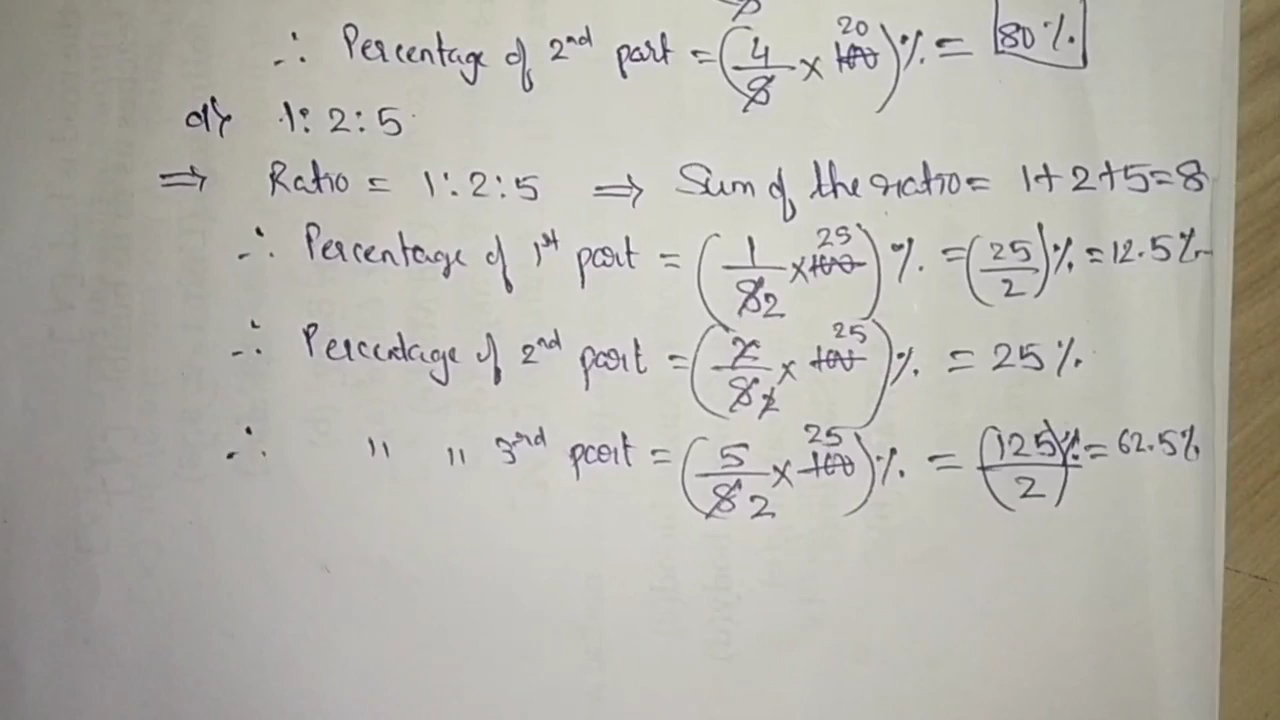 ∴ Percentage of 2nd part = (4/5 × 100 20)% = 80%
d) 1:2:5
⇒ Ratio = 1:2:5 ⇒ Sum of the ratio = 1+2+5=8
∴ Percentage of 1st part = (1/8 2 × 100 25)% = (25/2)% = 12.5%
∴ Percentage of 2nd part = (2/8 2 × 100 25)% = 25%
∴ " " 3rd part = (5/8 2 × 100 25)% = (125/2)% = 62.5%